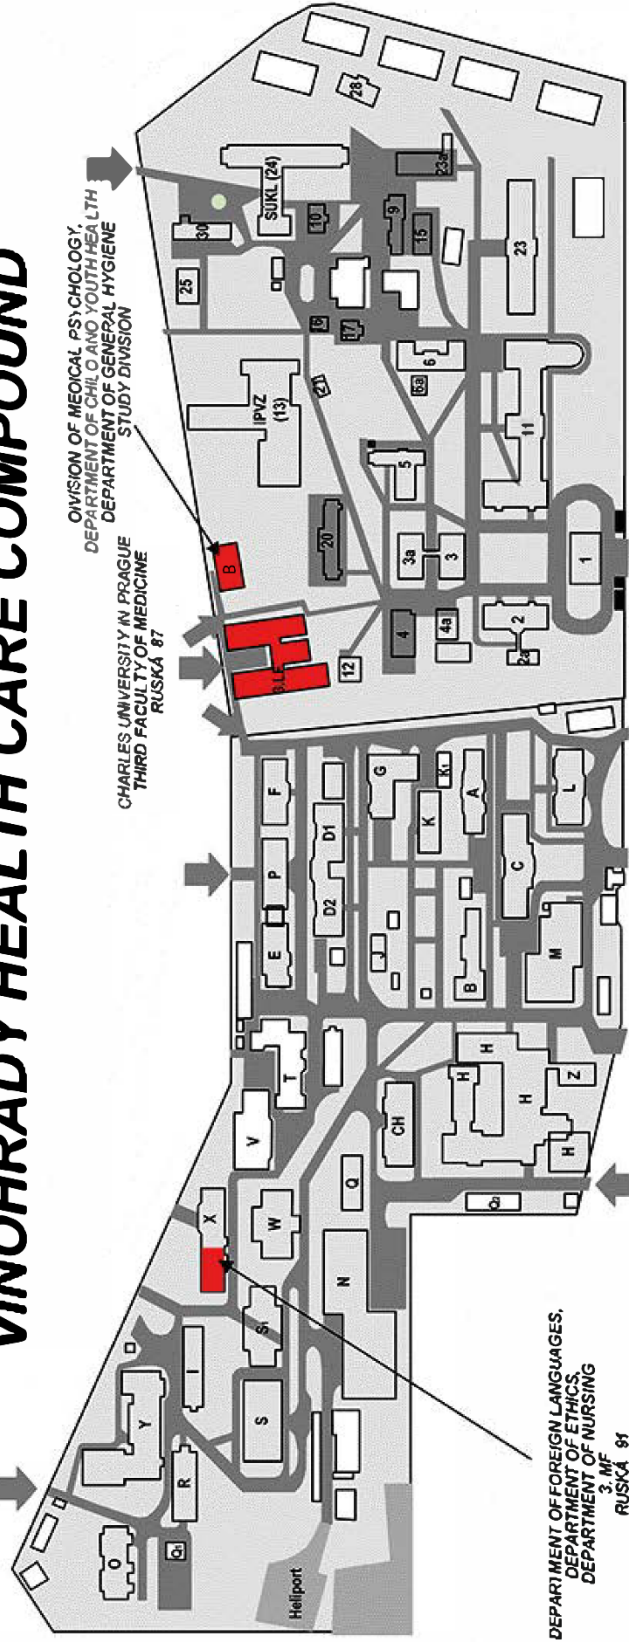 VINOHRADY HEALTH CARE COMPOUND
DIVISION OF MEDICAL PSYCHOLOGY,
DEPARTMENT OF CHILD AND YOUTH HEALTH
DEPARTMENT OF GENERAL HYGIENE
STUDY DIVISION
CHARLES UNIVERSITY IN PRAGUE
THIRD FACULTY OF MEDICINE
RUSKÁ 87
DEPARTMENT OF FOREIGN LANGUAGES,
DEPARTMENT OF ETHICS,
DEPARTMENT OF NURSING
3. MF
RUSKÁ 91
O
Y
I
R
Q1
Heliport
S
S1
X
W
V
T
N
Q
CH
Q2
H
H
H
H
Z
E
P
F
D2
D1
J
G
K
K1
B
A
C
M
L
3.LF
B
12
20
4
4a
2
2a
1
3a
3
5
6
6a
11
IPVZ
(13)
21
16
17
10
25
30
SUKL (24)
9
15
23a
23
28